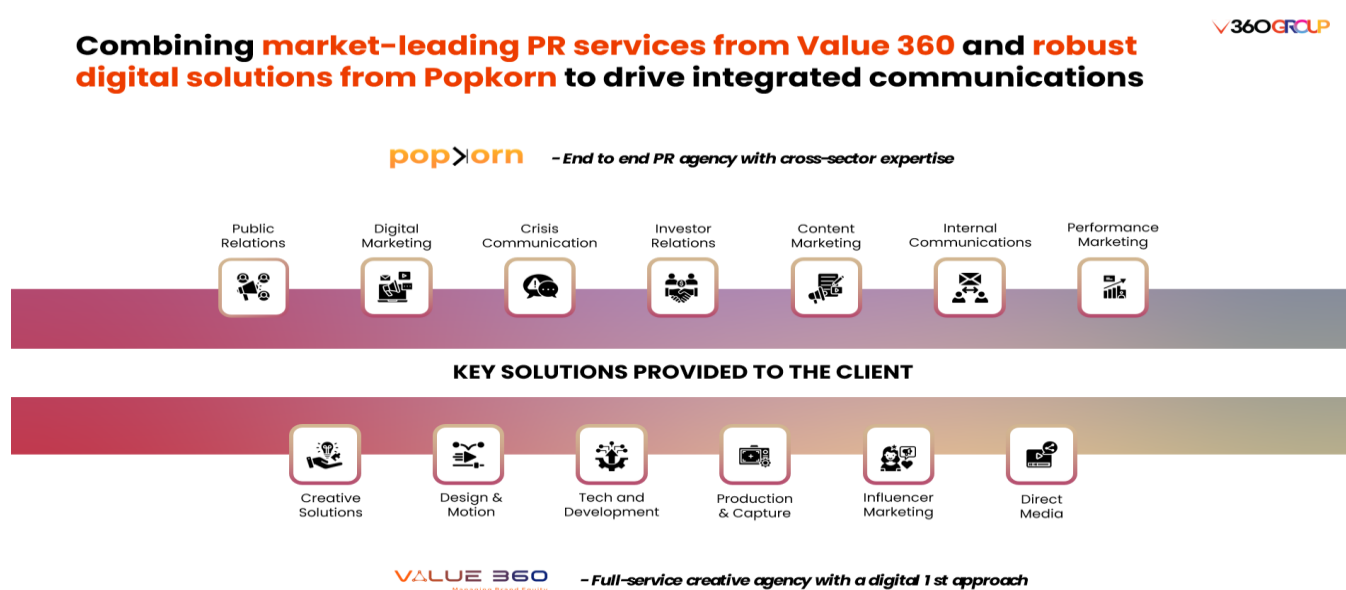 V360GROUP
Combining market-leading PR services from Value 360 and robust
digital solutions from Popkorn to drive integrated communications
popkorn - End to end PR agency with cross-sector expertise
Public Relations
Digital Marketing
Crisis Communication
Investor Relations
Content Marketing
Internal Communications
Performance Marketing
KEY SOLUTIONS PROVIDED TO THE CLIENT
Creative Solutions
Design & Motion
Tech and Development
Production & Capture
Influencer Marketing
Direct Media
VALUE 360 - Full-service creative agency with a digital 1 st approach
Managing Brand Equity